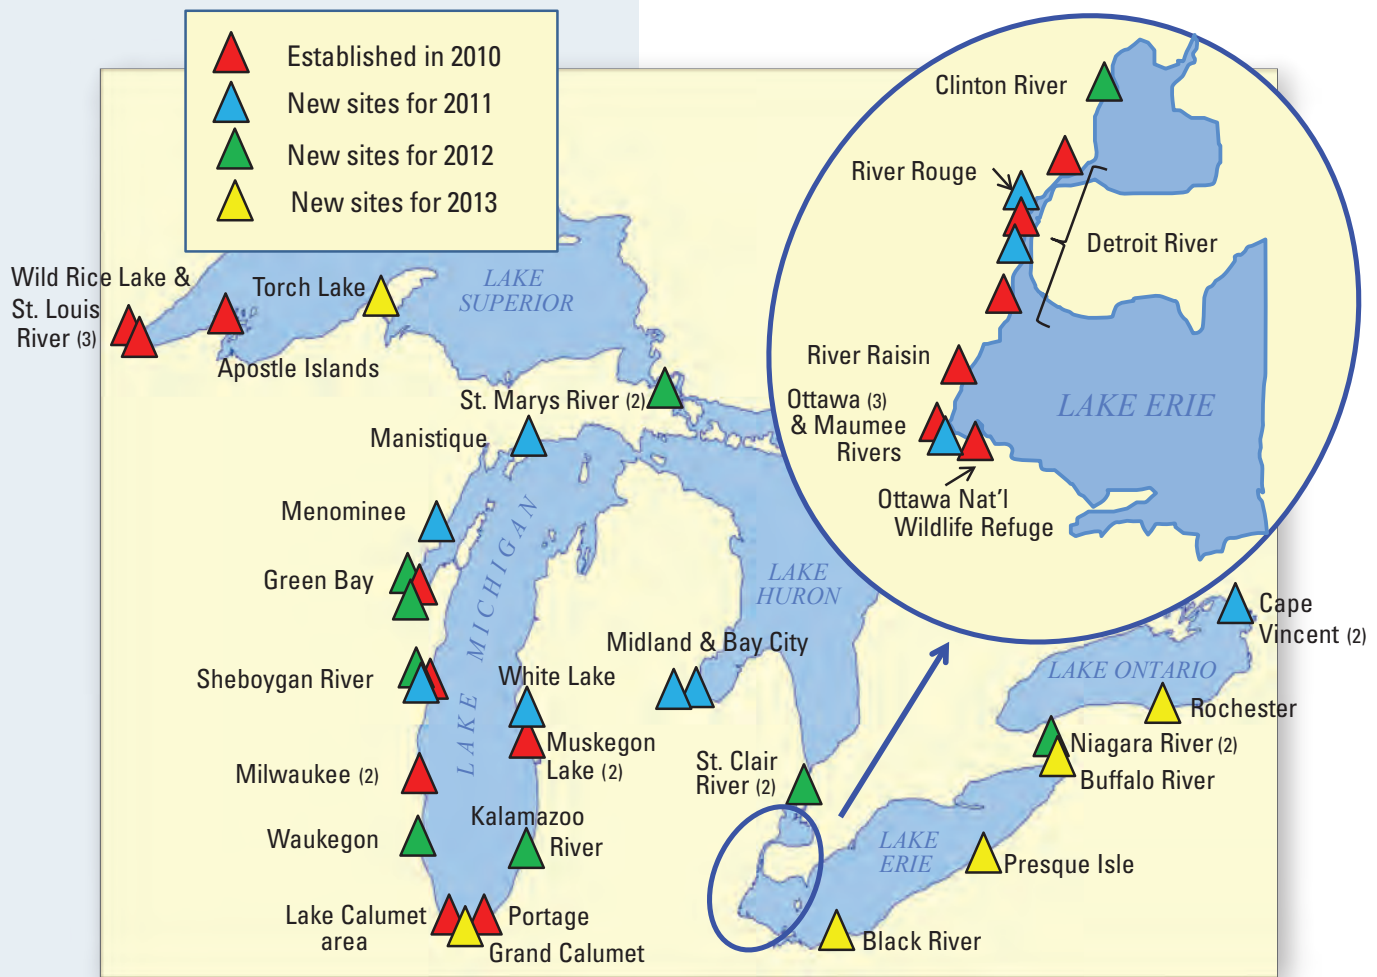 Established in 2010
New sites for 2011
New sites for 2012
New sites for 2013
Wild Rice Lake &
St. Louis
River (3)
Torch Lake
LAKE
SUPERIOR
Apostle Islands
St. Marys River (2)
Manistique
Menominee
Green Bay
Sheboygan River
Milwaukee (2)
Waukegon
Lake Calumet
area
Grand Calumet
Portage
Kalamazoo
River
Muskegon
Lake (2)
White Lake
LAKE MICHIGAN
Midland & Bay City
LAKE
HURON
St. Clair
River (2)
Clinton River
River Rouge
Detroit River
River Raisin
LAKE ERIE
Ottawa (3)
& Maumee
Rivers
Ottawa Nat'l
Wildlife Refuge
Cape
Vincent (2)
LAKE ONTARIO
Rochester
Niagara River (2)
Buffalo River
LAKE
ERIE
Presque Isle
Black River